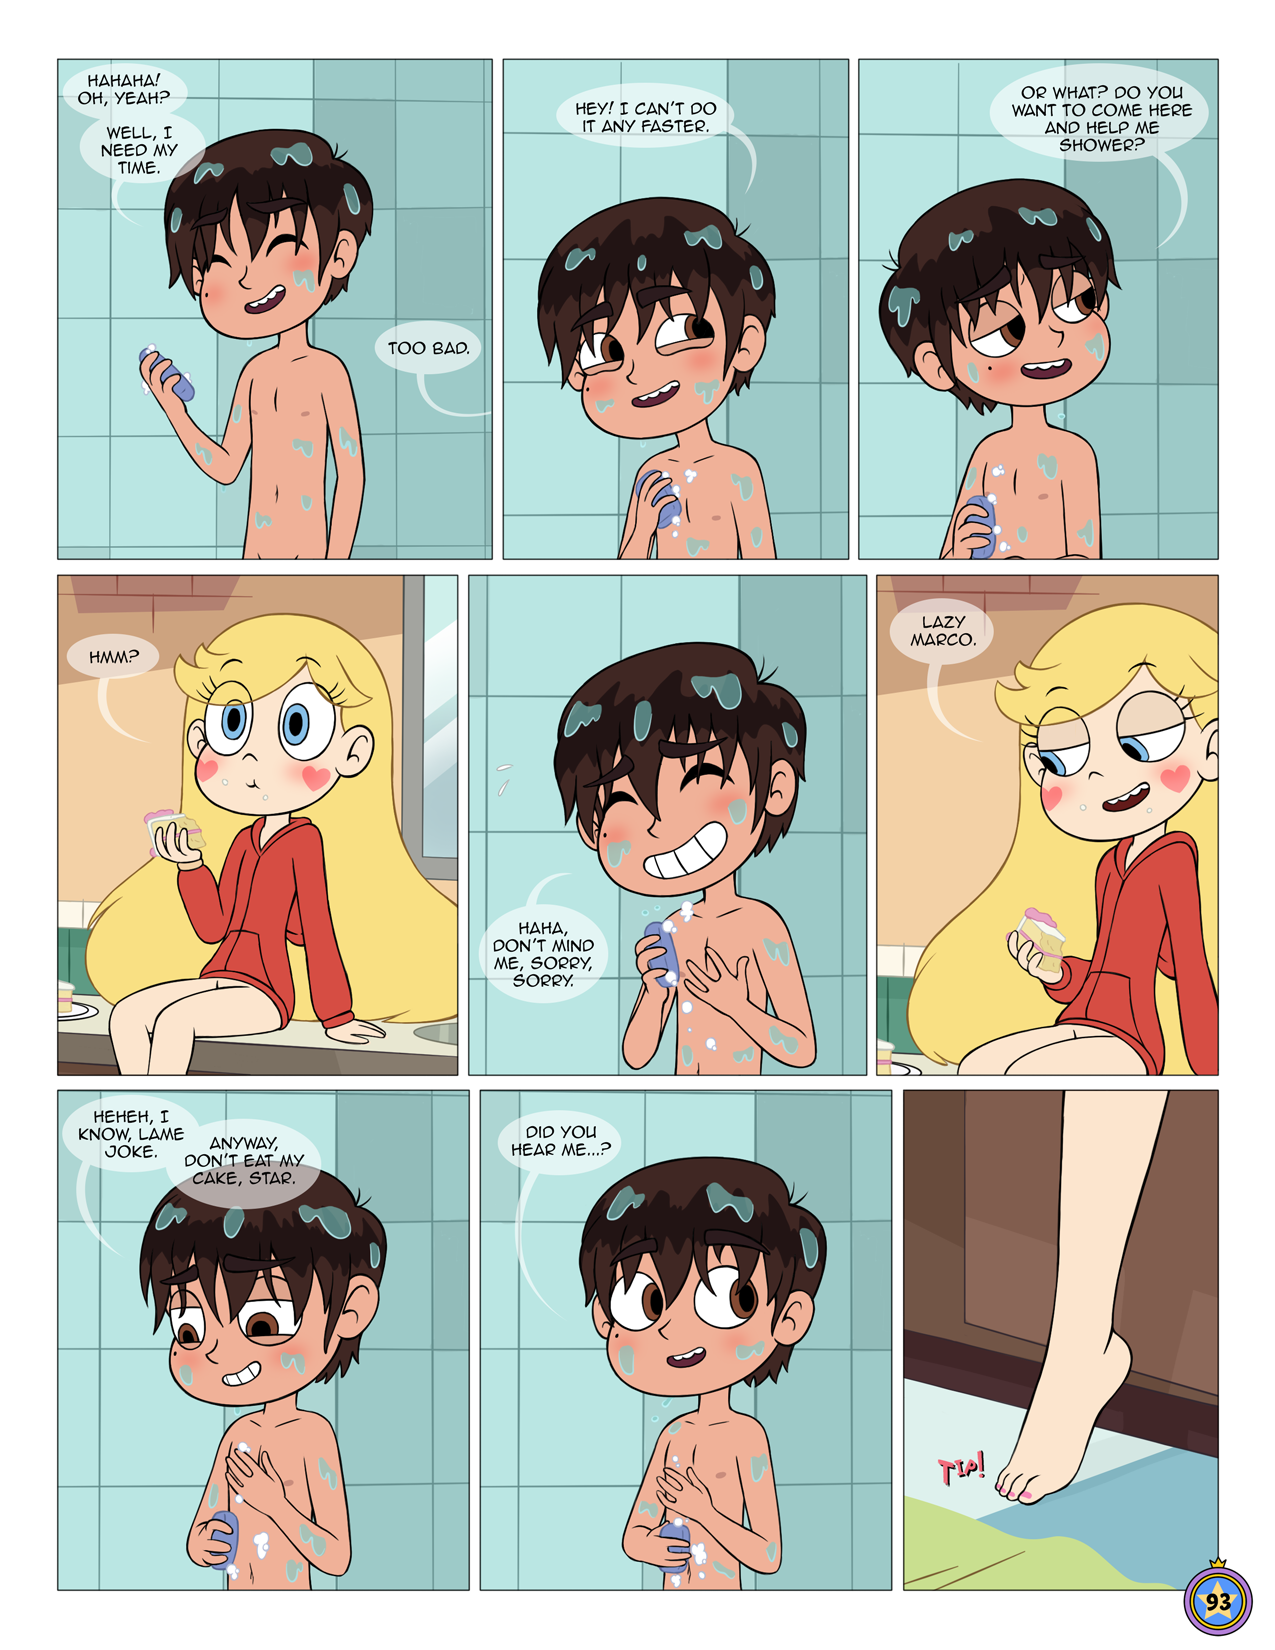 HAHAHA!
OH, YEAH?
WELL, I
NEED MY
TIME.
TOO BAD.
HEY! I CAN'T DO
IT ANY FASTER.
OR WHAT? DO YOU
WANT TO COME HERE
AND HELP ME
SHOWER?
HMM?
HAHA,
DON'T MIND
ME, SORRY,
SORRY.
LAZY
MARCO.
HEHEH, I
KNOW, LAME
JOKE.
ANYWAY,
DON'T EAT MY
CAKE, STAR.
DID YOU
HEAR ME...?
TIP!
93